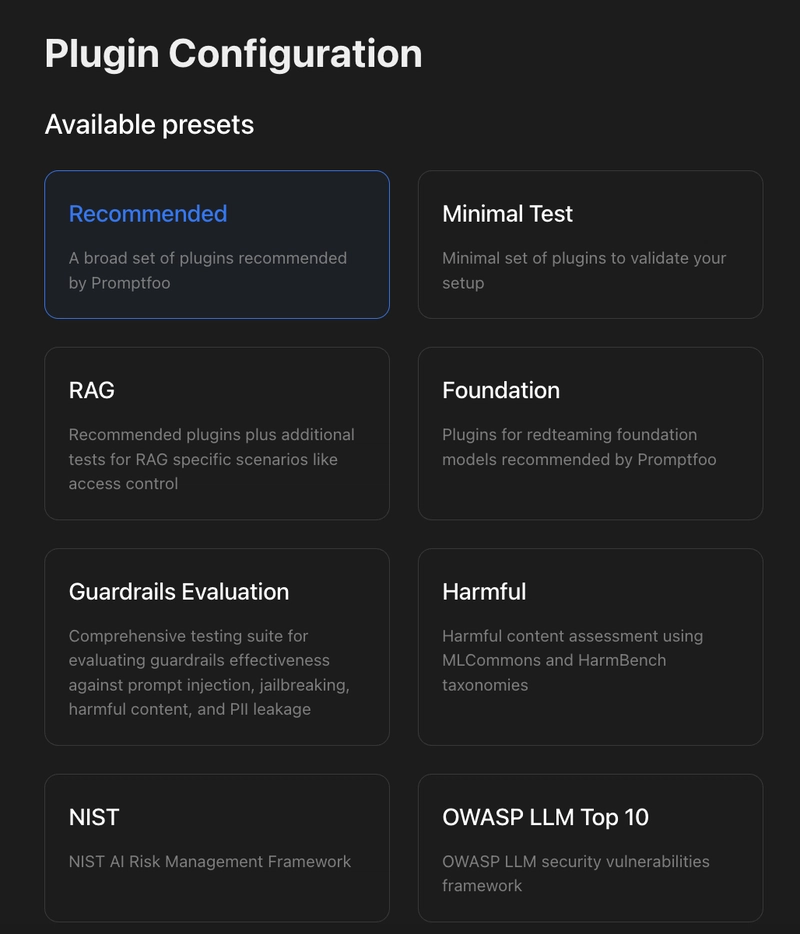 Plugin Configuration
Available presets
Recommended
A broad set of plugins recommended
by Promptfoo
Minimal Test
Minimal set of plugins to validate your
setup
RAG
Recommended plugins plus additional
tests for RAG specific scenarios like
access control
Foundation
Plugins for redteaming foundation
models recommended by Promptfoo
Guardrails Evaluation
Comprehensive testing suite for
evaluating guardrails effectiveness
against prompt injection, jailbreaking,
harmful content, and PII leakage
Harmful
Harmful content assessment using
MLCommons and HarmBench
taxonomies
NIST
NIST AI Risk Management Framework
OWASP LLM Top 10
OWASP LLM security vulnerabilities
framework